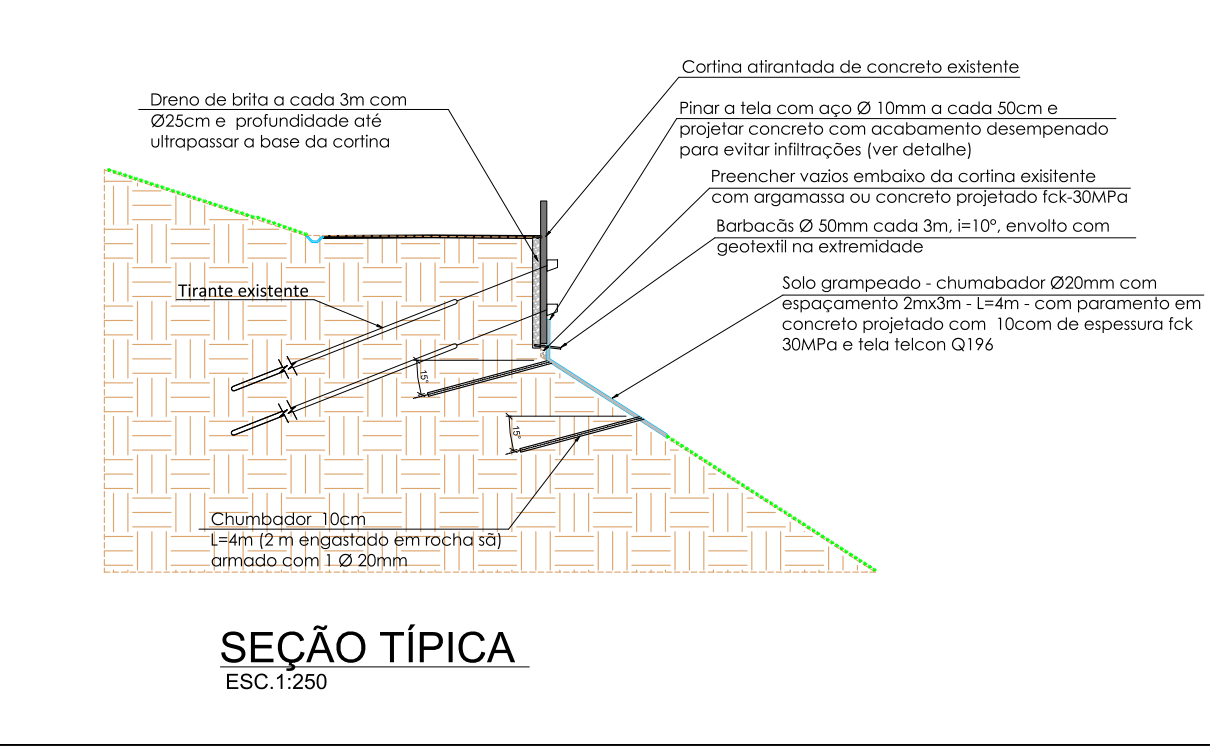 Cortina atirantada de concreto existente
Dreno de brita a cada 3m com
Ø25cm e profundidade até
ultrapassar a base da cortina
Pinar a tela com aço Ø 10mm a cada 50cm e
projetar concreto com acabamento desempenado
para evitar infiltrações (ver detalhe)
Preencher vazios embaixo da cortina exisitente
com argamassa ou concreto projetado fck-30MPa
Barbacãs Ø 50mm cada 3m, i=10°, envolto com
geotextil na extremidade
Solo grampeado - chumabador Ø20mm com
espaçamento 2mx3m - L=4m - com paramento em
concreto projetado com 10com de espessura fck
30MPa e tela telcon Q196
Tirante existente
15°
15°
Chumbador 10cm
L=4m (2 m engastado em rocha sã)
armado com 1 Ø 20mm
SEÇÃO TÍPICA
ESC.1:250